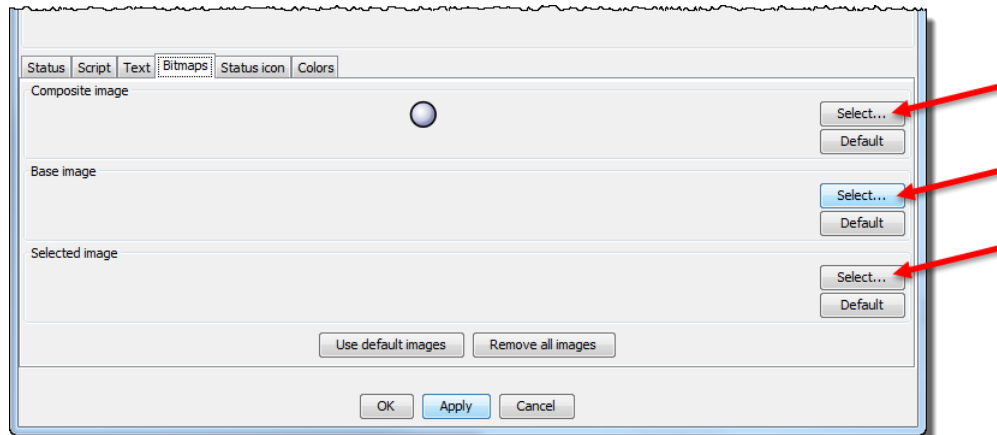 Status Script Text Bitmaps Status icon Colors
Composite image
Select...
Default
Base image
Select...
Default
Selected image
Select...
Default
Use default images Remove all images
OK Apply Cancel